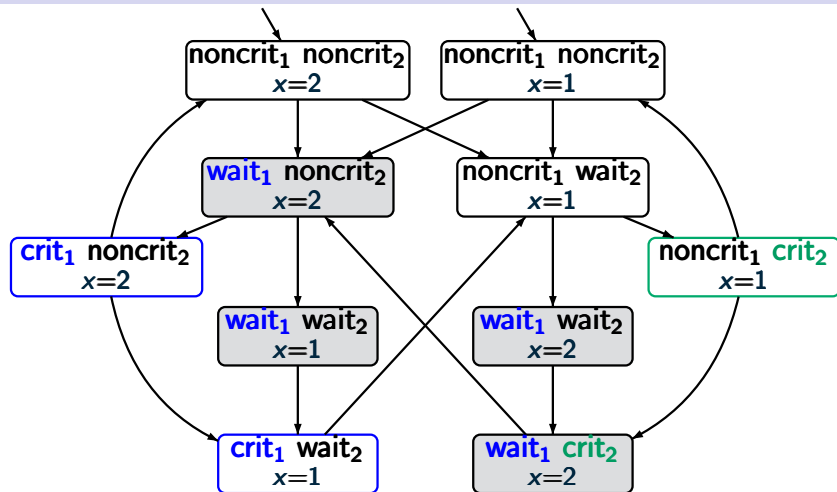 noncrit₁ noncrit₂
x=2
noncrit₁ noncrit₂
x=1
wait₁ noncrit₂
x=2
noncrit₁ wait₂
x=1
crit₁ noncrit₂
x=2
noncrit₁ crit₂
x=1
wait₁ wait₂
x=1
wait₁ wait₂
x=2
crit₁ wait₂
x=1
wait₁ crit₂
x=2